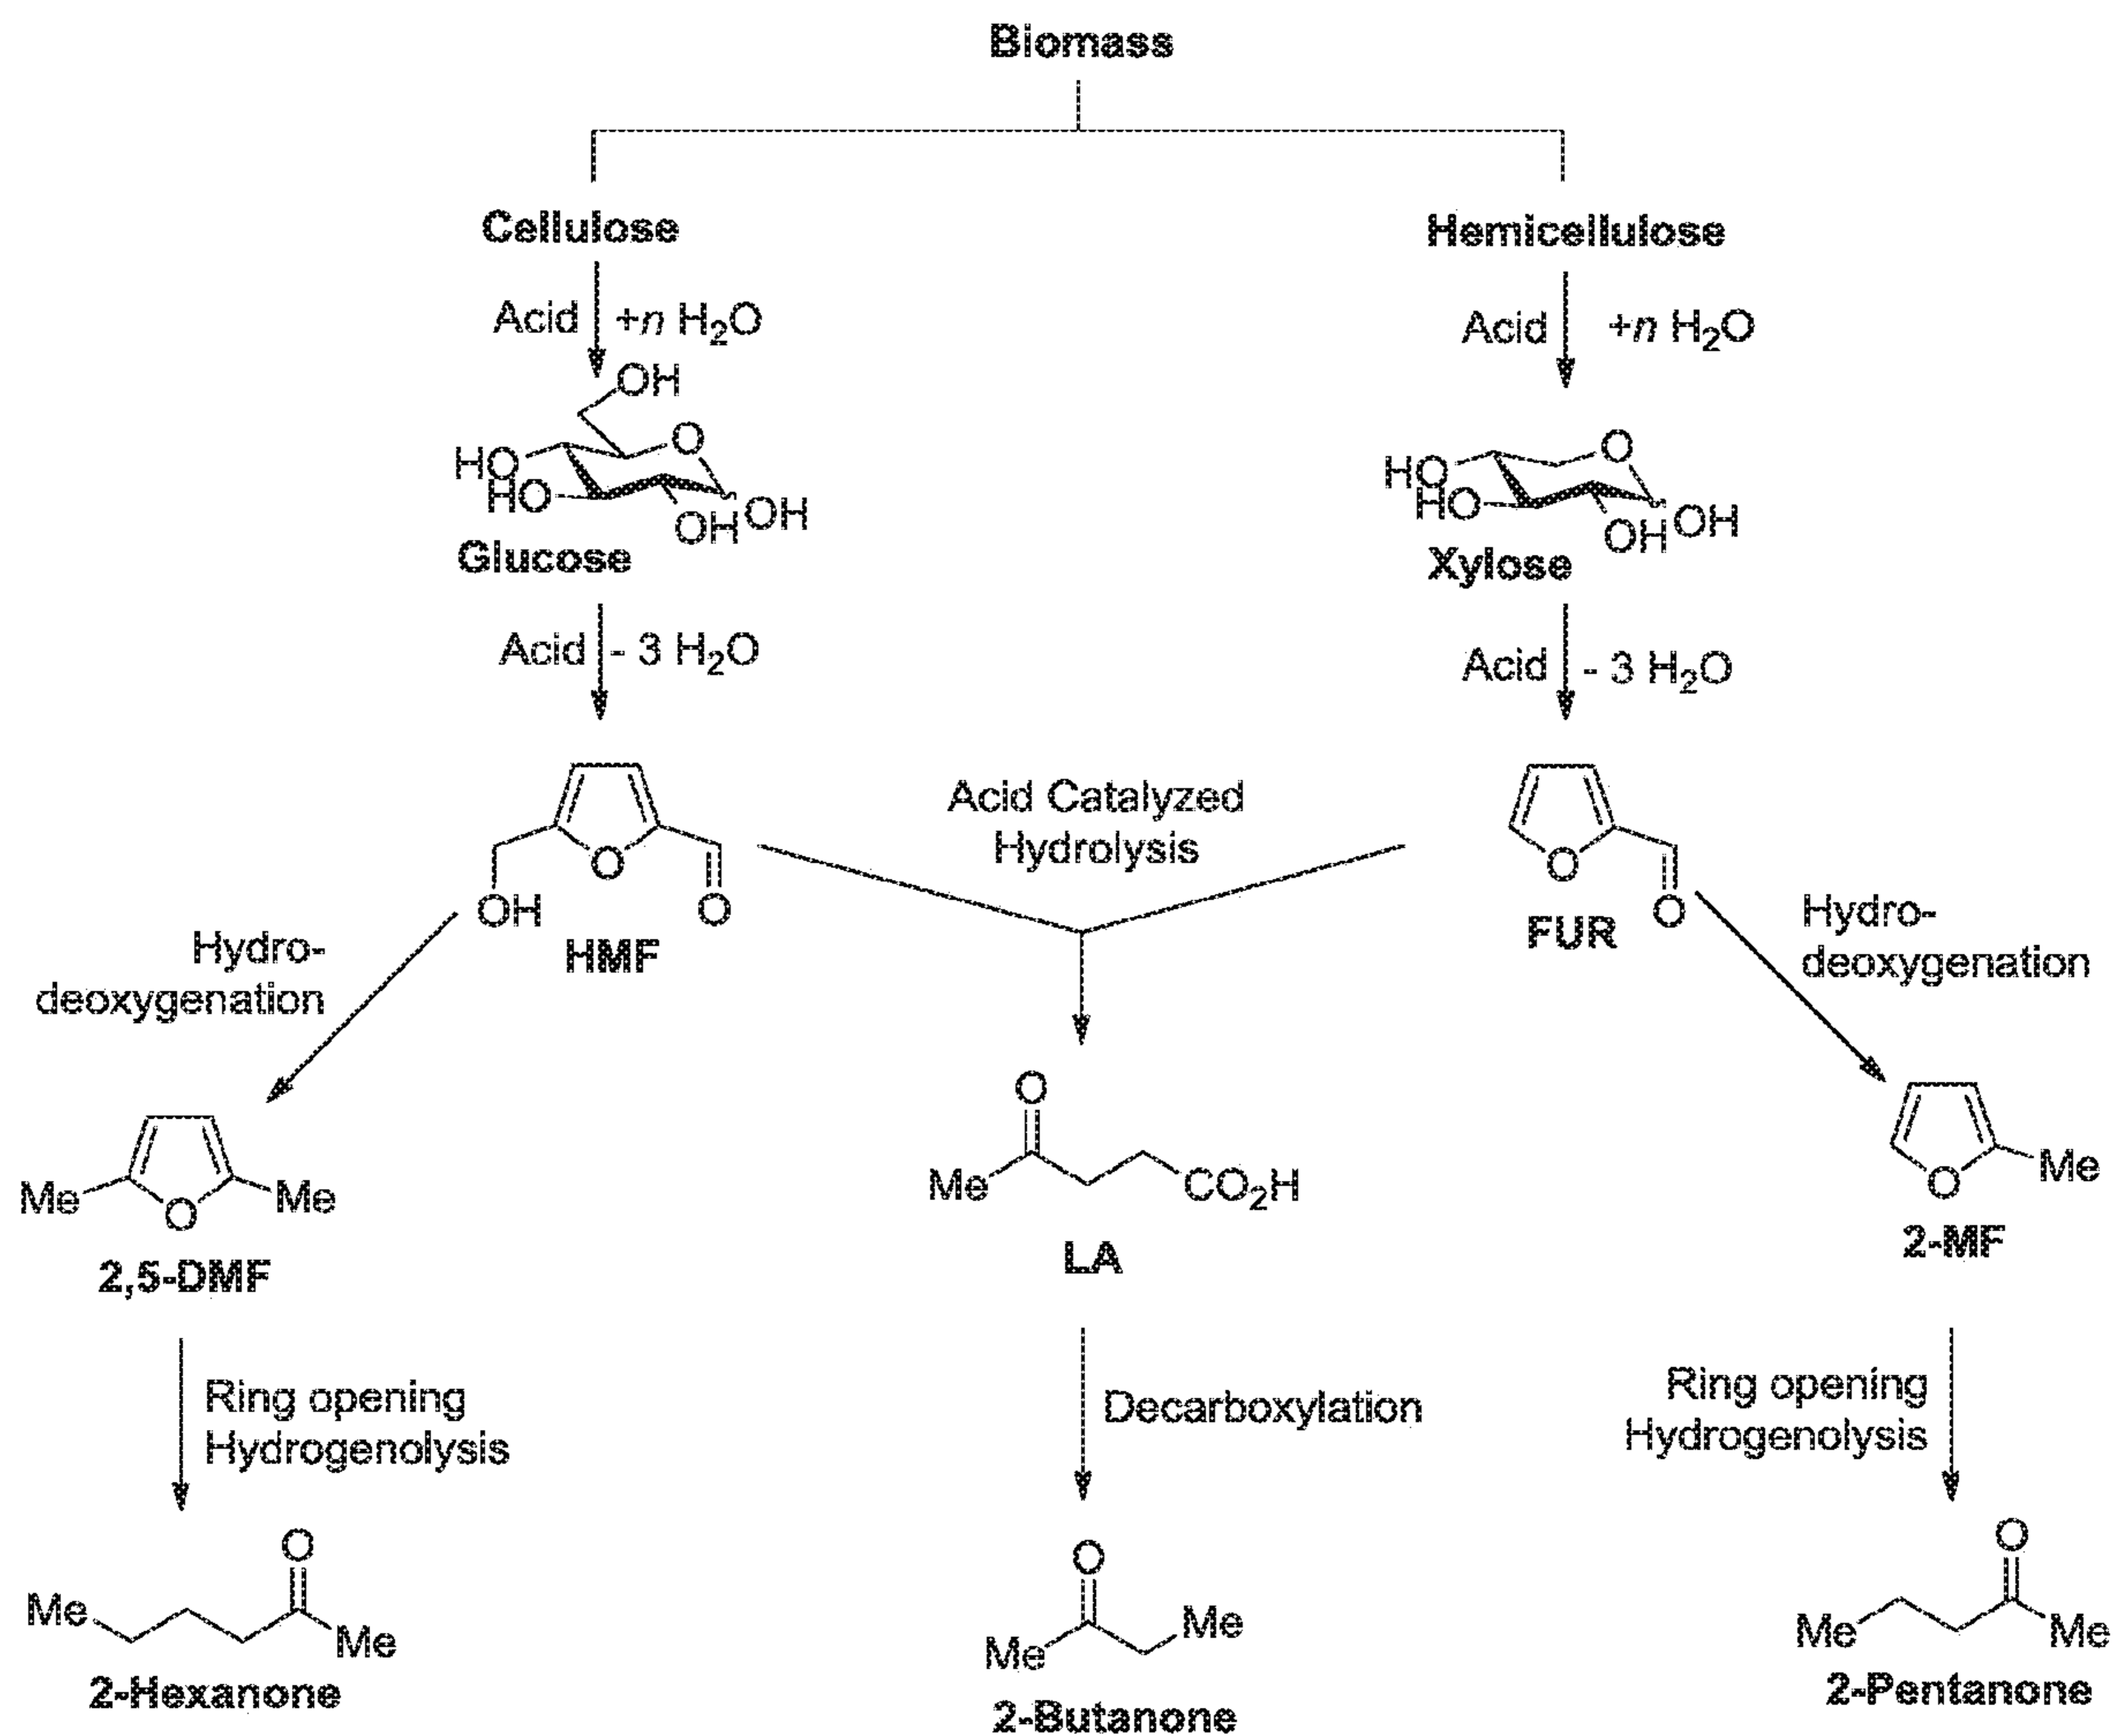 Biomass
Cellulose
Hemicellulose
Acid +n H₂O
Acid +n H₂O
OH
O
HO
HO
OH
OH
Glucose
O
HO
HO
OH
OH
Xylose
Acid - 3 H₂O
Acid - 3 H₂O
Acid Catalyzed
Hydrolysis
O
OH
O
HMF
O
O
FUR
Hydro-
deoxygenation
Hydro-
deoxygenation
Me
O
Me
2,5-DMF
O
Me
CO₂H
LA
O
Me
2-MF
Ring opening
Hydrogenolysis
Decarboxylation
Ring opening
Hydrogenolysis
O
Me
Me
2-Hexanone
O
Me
Me
2-Butanone
O
Me
Me
2-Pentanone